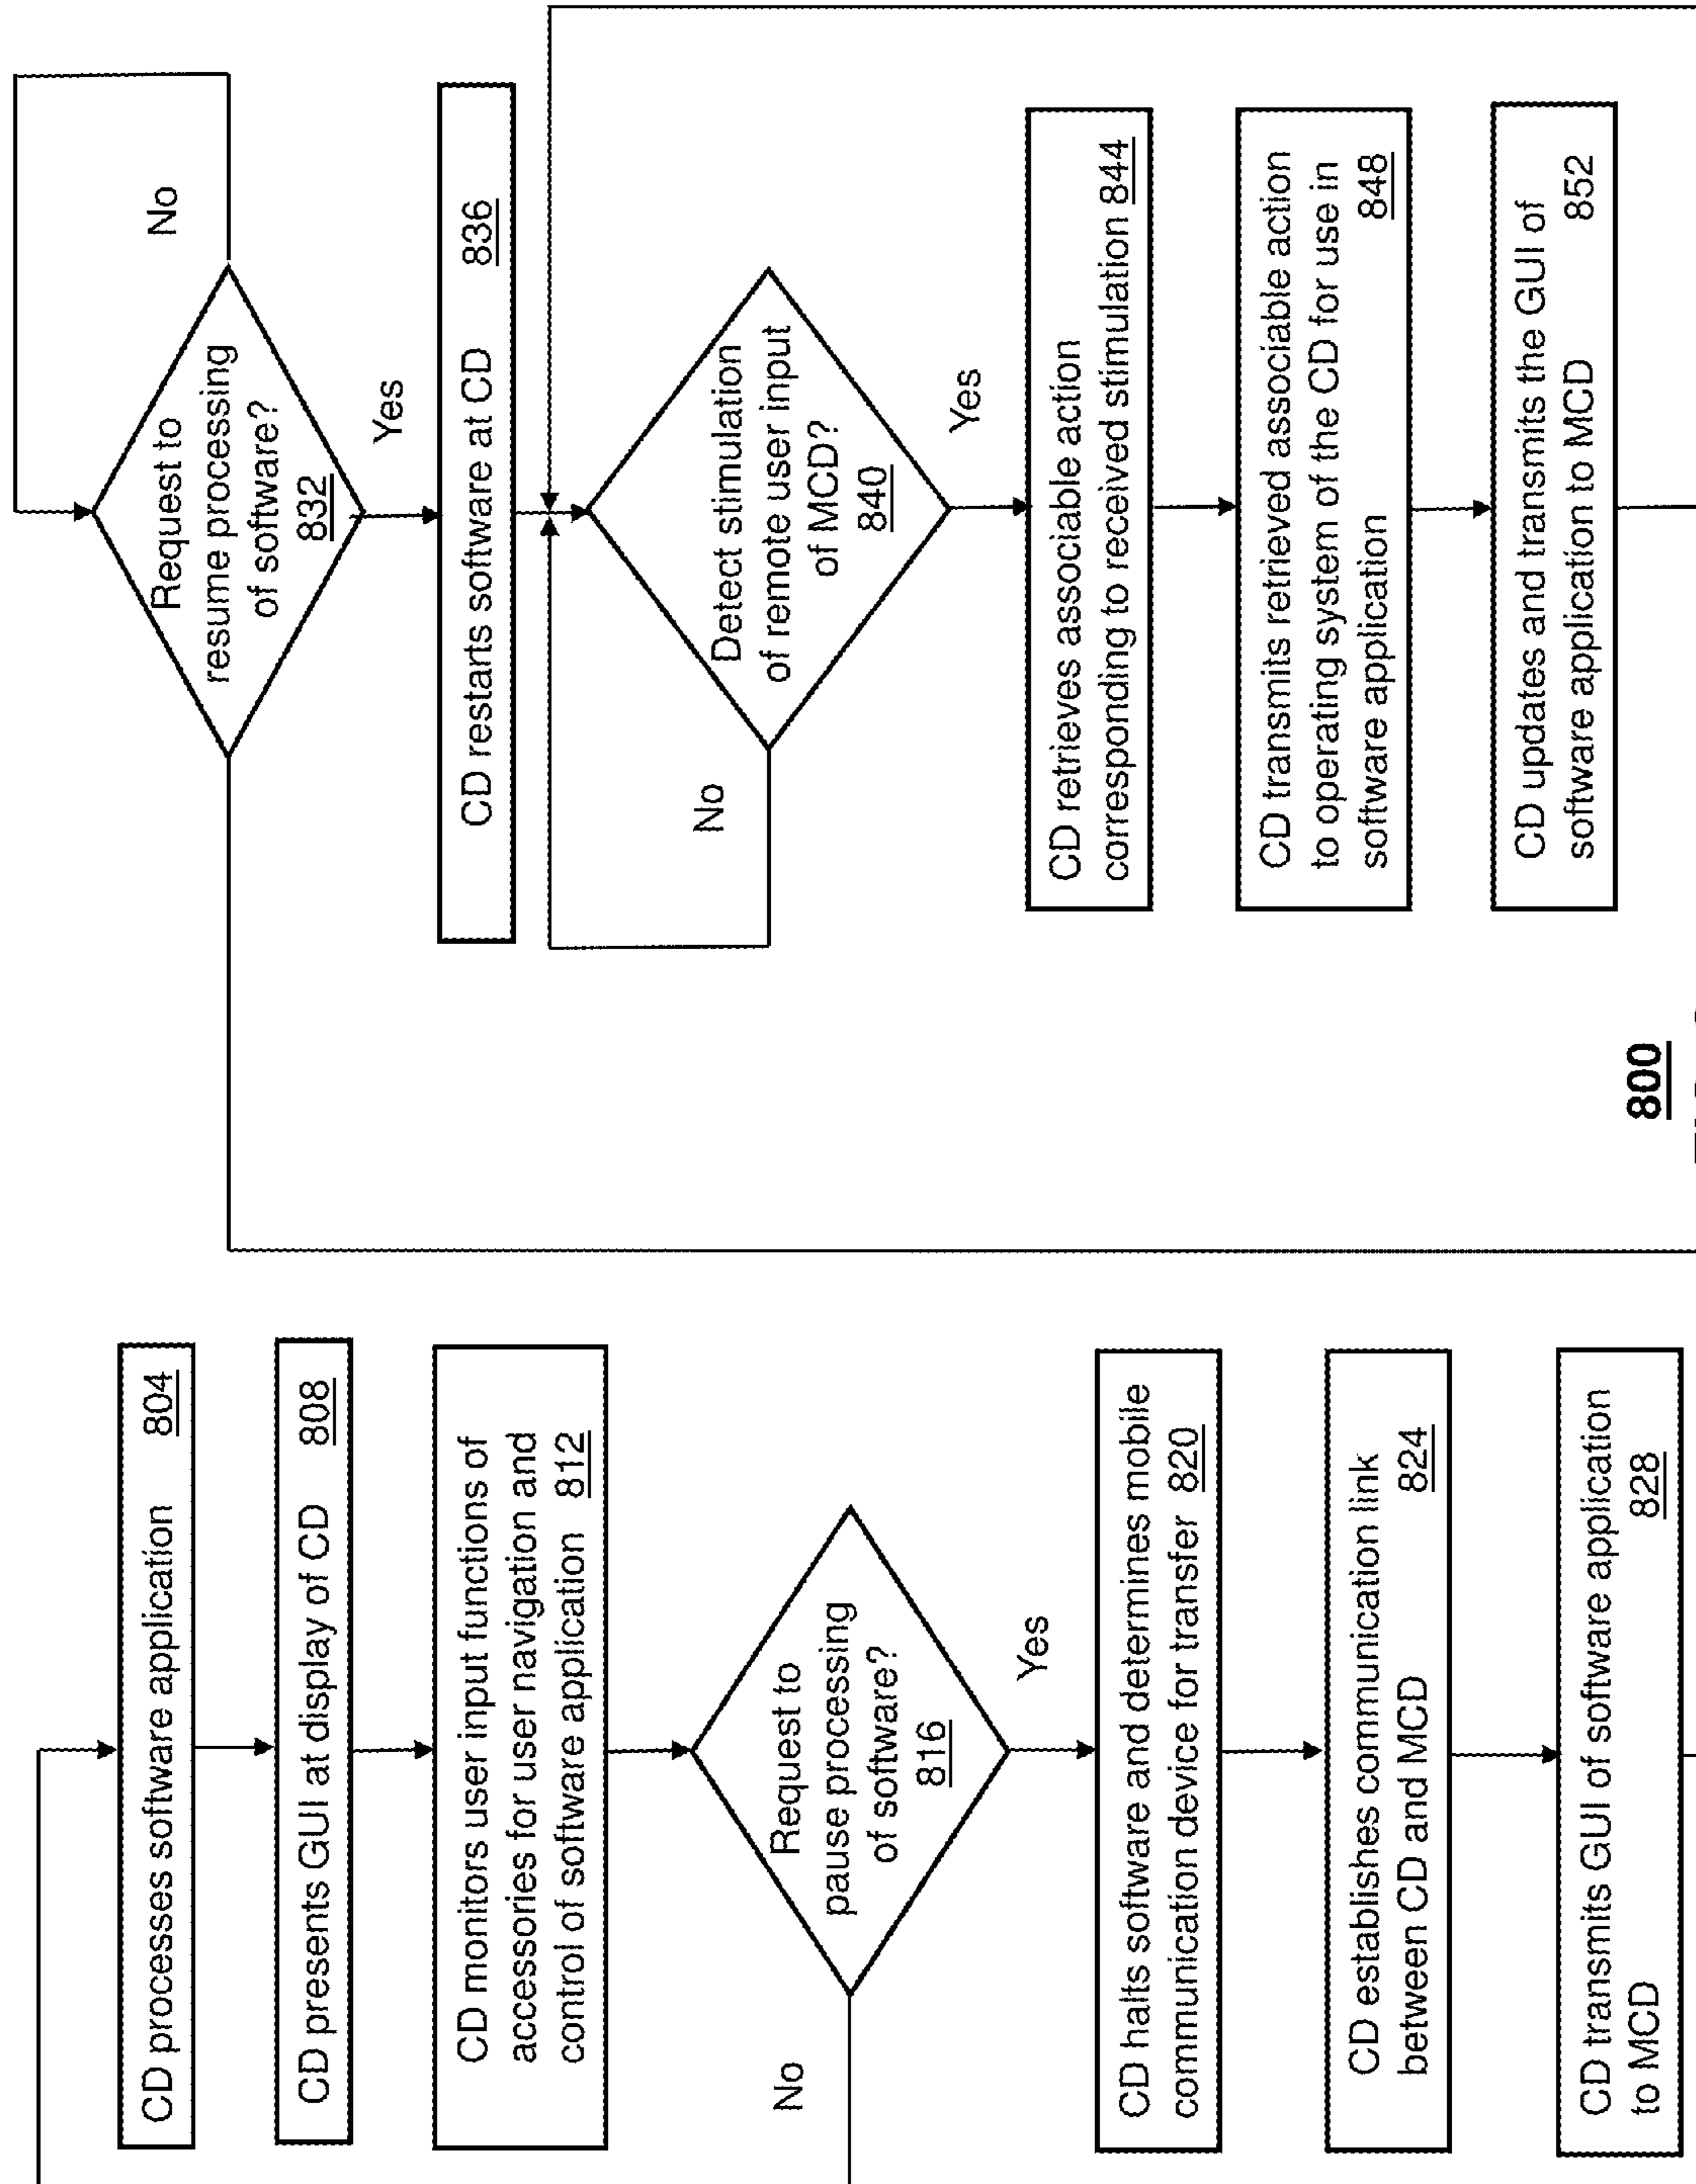 CD processes software application 804
CD presents GUI at display of CD 808
CD monitors user input functions of
accessories for user navigation and
control of software application 812
Request to
pause processing
of software?
816
No
Yes
CD halts software and determines mobile
communication device for transfer 820
CD establishes communication link
between CD and MCD 824
CD transmits GUI of software application
to MCD 828
Request to
resume processing
of software?
832
No
Yes
CD restarts software at CD 836
Detect stimulation
of remote user input
of MCD?
840
No
Yes
CD retrieves associable action
corresponding to received stimulation 844
CD transmits retrieved associable action
to operating system of the CD for use in
software application 848
CD updates and transmits the GUI of
software application to MCD 852
800